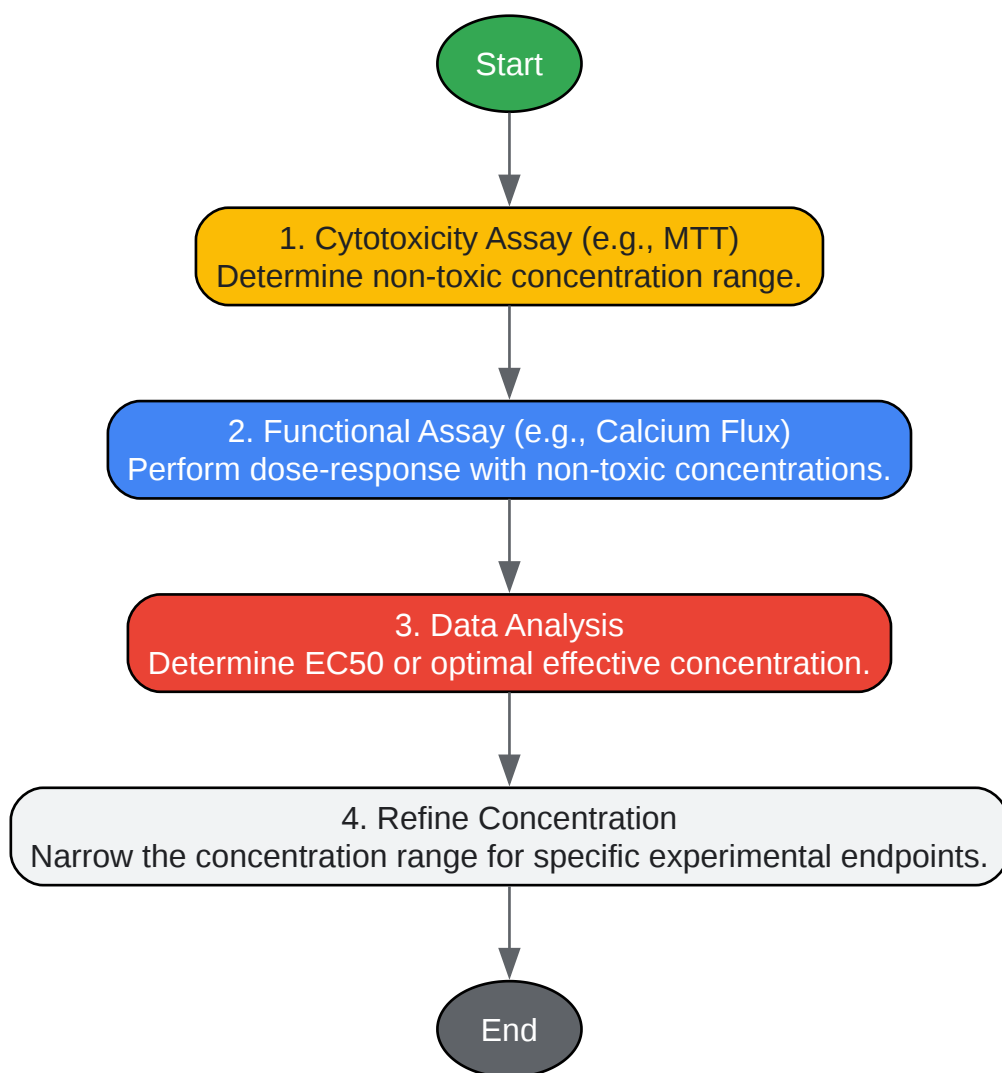 Start
1. Cytotoxicity Assay (e.g., MTT)
Determine non-toxic concentration range.
2. Functional Assay (e.g., Calcium Flux)
Perform dose-response with non-toxic concentrations.
3. Data Analysis
Determine EC50 or optimal effective concentration.
4. Refine Concentration
Narrow the concentration range for specific experimental endpoints.
End